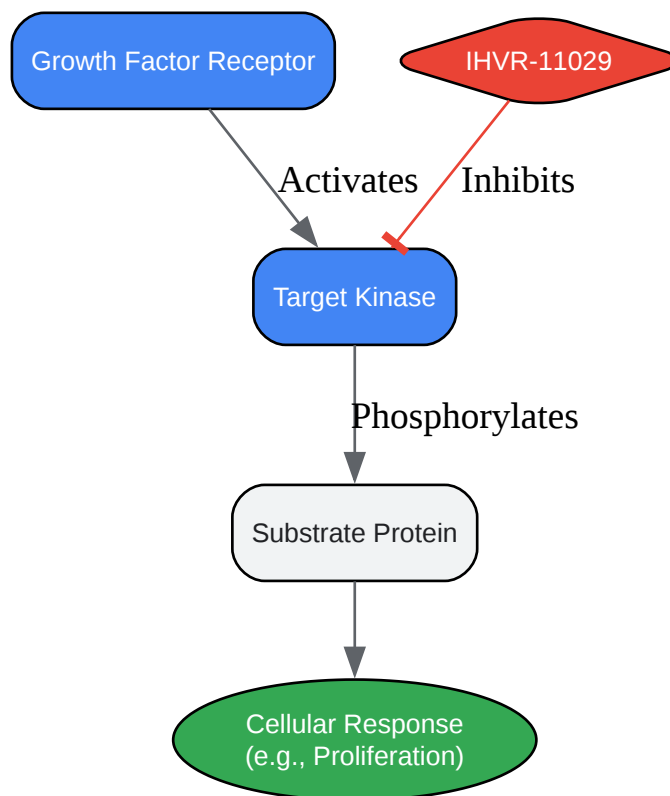 Growth Factor Receptor
IHVR-11029
Activates
Inhibits
Target Kinase
Phosphorylates
Substrate Protein
Cellular Response
(e.g., Proliferation)